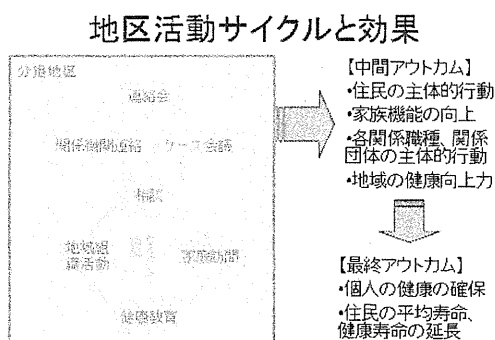 地区活動サイクルと効果
分担地区
連絡会
関係機関連絡 ケース会議
相談
地域組
織活動
家庭訪問
健康教育
【中間アウトカム】
・住民の主体的行動
・家族機能の向上
・各関係職種、関係
団体の主体的行動
・地域の健康向上力
【最終アウトカム】
・個人の健康の確保
・住民の平均寿命、
健康寿命の延長